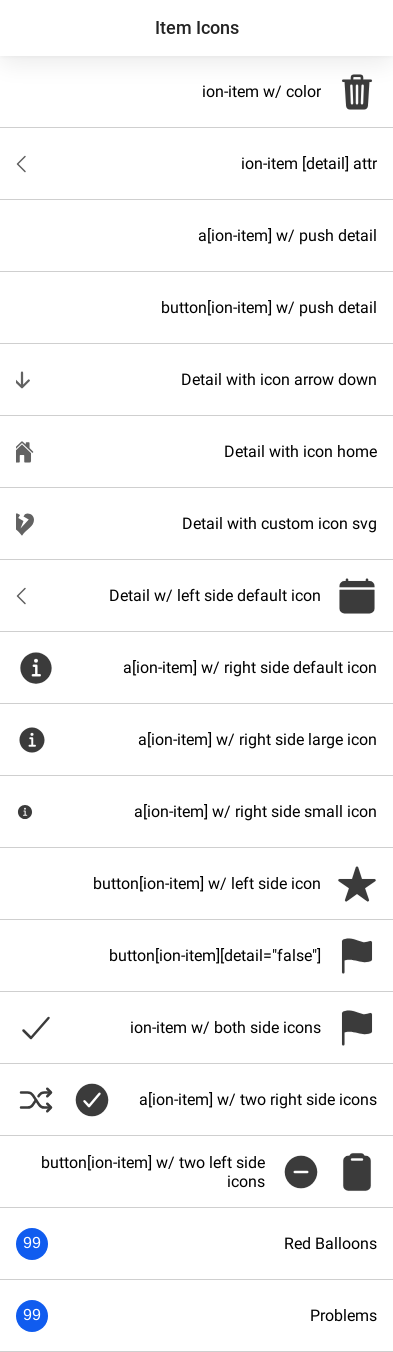 Item Icons
ion-item w/ color
ion-item [detail] attr
a[ion-item] w/ push detail
button[ion-item] w/ push detail
Detail with icon arrow down
Detail with icon home
Detail with custom icon svg
Detail w/ left side default icon
a[ion-item] w/ right side default icon
a[ion-item] w/ right side large icon
a[ion-item] w/ right side small icon
button[ion-item] w/ left side icon
button[ion-item][detail="false"]
ion-item w/ both side icons
a[ion-item] w/ two right side icons
button[ion-item] w/ two left side
icons
Red Balloons
99
Problems
99